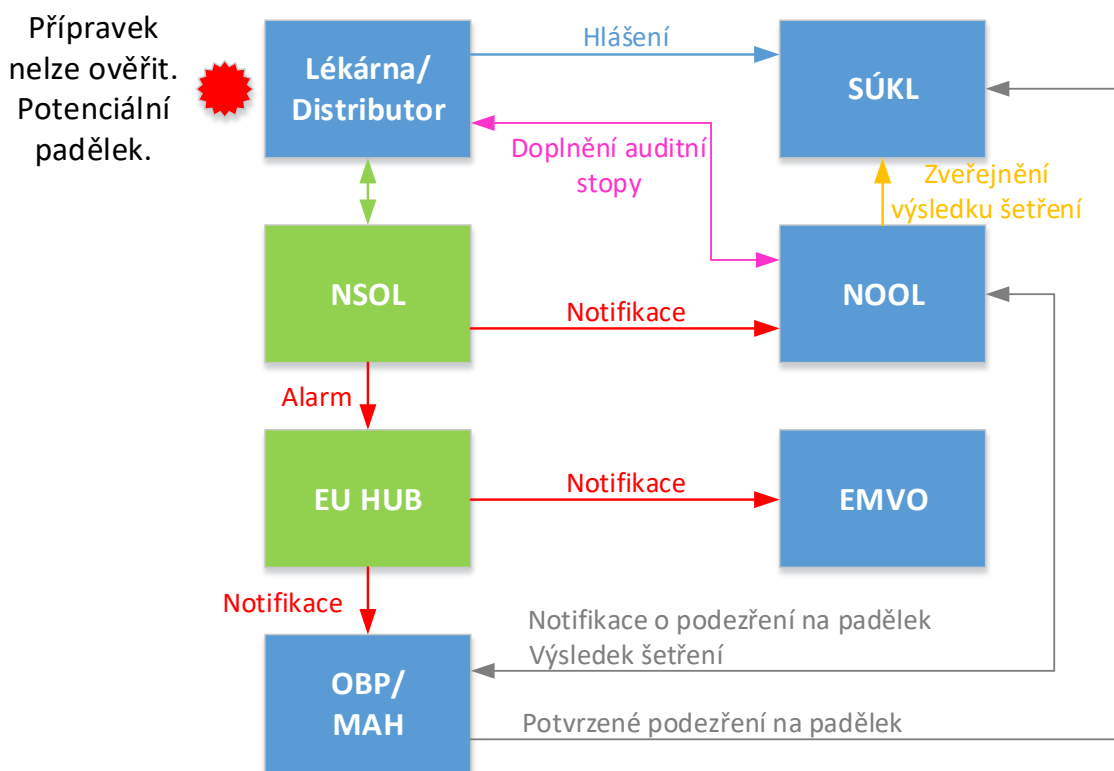 Přípravek
nelze ověřit.
Potenciální
padělek.
Lékárna/
Distributor
Hlášení
SÚKL
Doplnění auditní
stopy
Zveřejnění
výsledku šetření
NSOL
Notifikace
NOOL
Alarm
EU HUB
Notifikace
EMVO
Notifikace
Notifikace o podezření na padělek
Výsledek šetření
OBP/
MAH
Potvrzené podezření na padělek